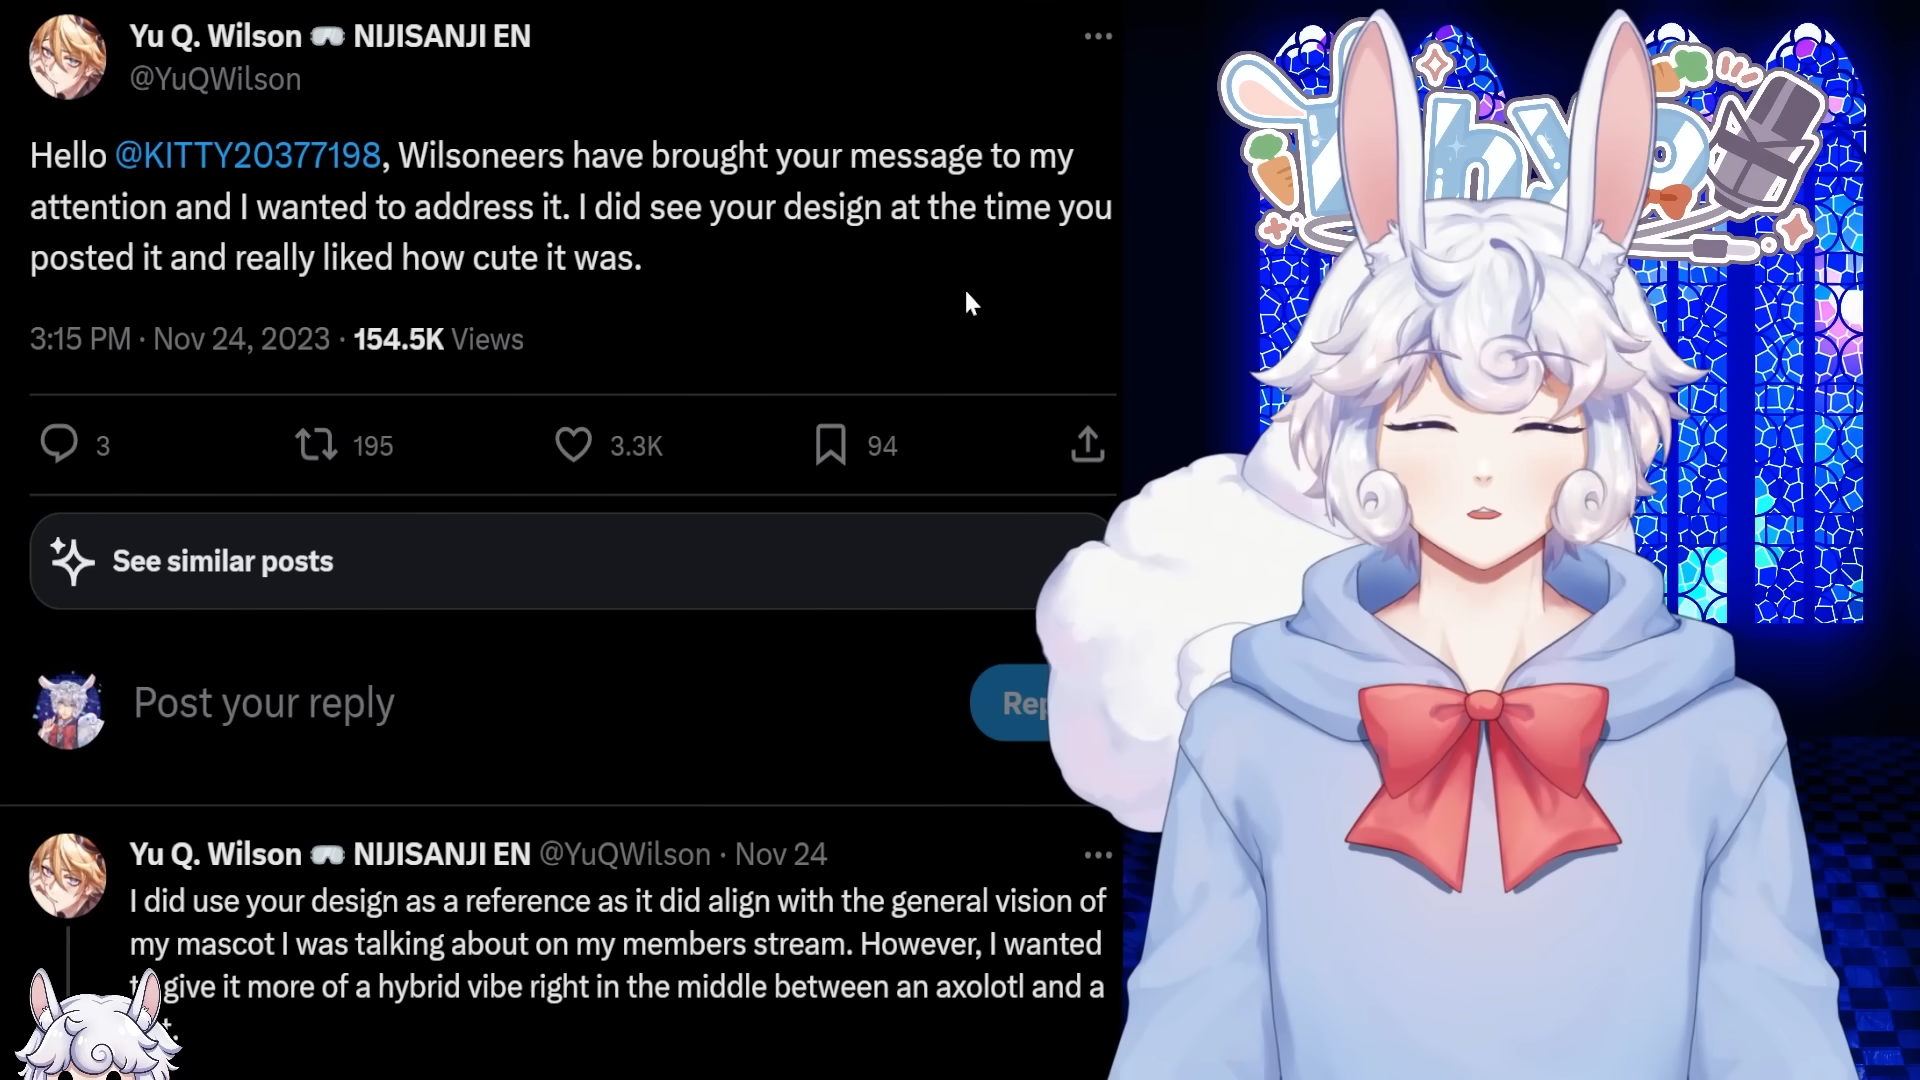 Yu Q. Wilson NIJISANJI EN
@YuQWilson
Hello @KITTY20377198, Wilsoneers have brought your message to my
attention and I wanted to address it. I did see your design at the time you
posted it and really liked how cute it was.
3:15 PM · Nov 24, 2023 · 154.5K Views
3 195 3.3K 94
See similar posts
Post your reply
Yu Q. Wilson NIJISANJI EN @YuQWilson · Nov 24
I did use your design as a reference as it did align with the general vision of
my mascot I was talking about on my members stream. However, I wanted
give it more of a hybrid vibe right in the middle between an axolotl and a